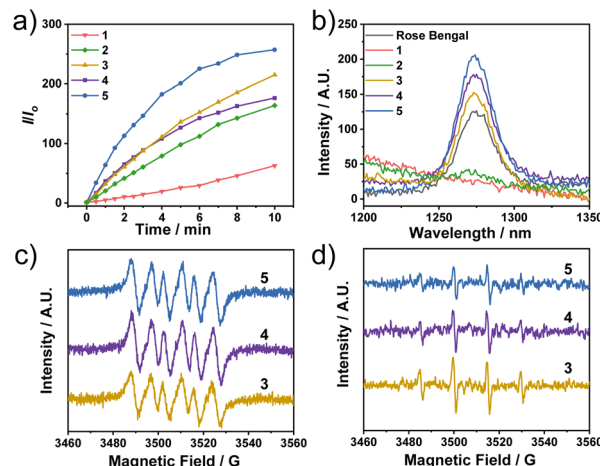 a)
300
200
100
0
I/Io
1
2
3
4
5
0 2 4 6 8 10
Time / min
b)
250
200
150
100
50
0
Intensity / A.U.
Rose Bengal
1
2
3
4
5
1200 1250 1300 1350
Wavelength / nm
c)
Intensity / A.U.
5
4
3
3460 3480 3500 3520 3540 3560
Magnetic Field / G
d)
Intensity / A.U.
5
4
3
3460 3480 3500 3520 3540 3560
Magnetic Field / G